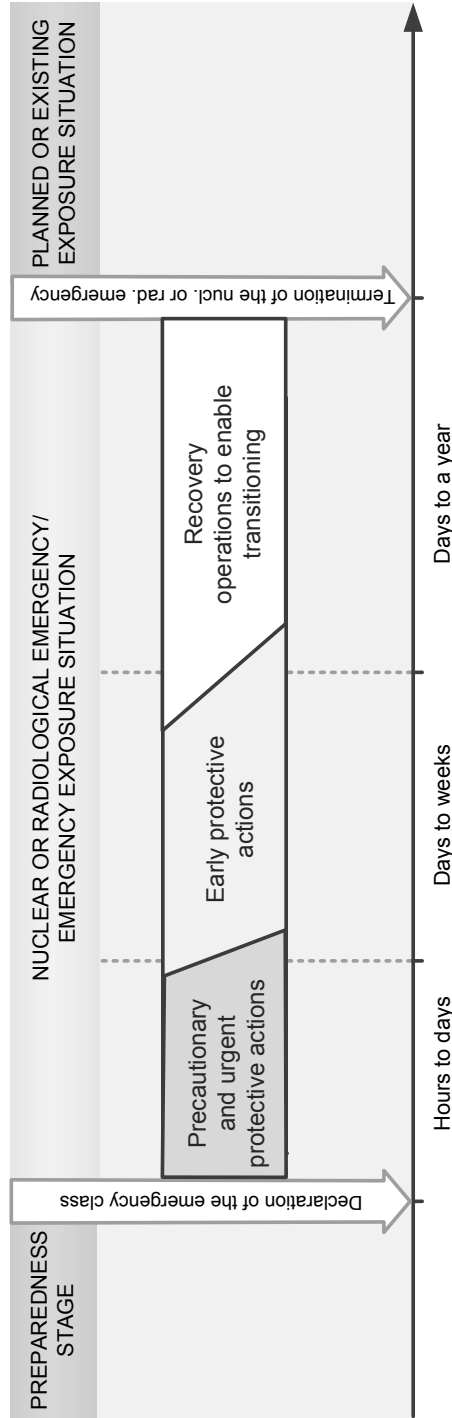 PREPAREDNESS
STAGE
NUCLEAR OR RADIOLOGICAL EMERGENCY/
EMERGENCY EXPOSURE SITUATION
PLANNED OR EXISTING
EXPOSURE SITUATION
Declaration of the emergency class
Precautionary
and urgent
protective actions
Early protective
actions
Recovery
operations to enable
transitioning
Termination of the nucl. or rad. emergency
Hours to days
Days to weeks
Days to a year